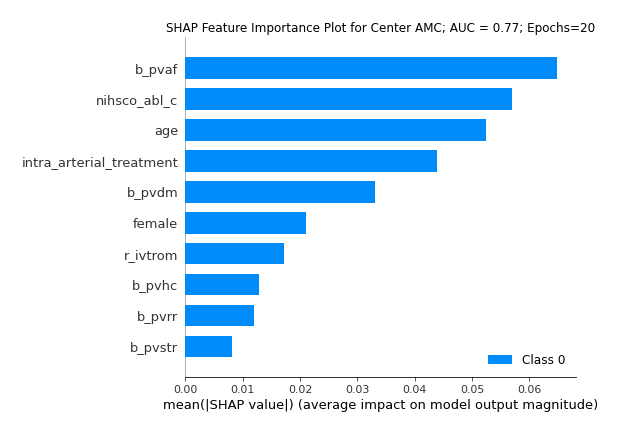 SHAP Feature Importance Plot for Center AMC; AUC = 0.77; Epochs=20
b_pvaf
nihsco_abl_c
age
intra_arterial_treatment
b_pvdm
female
r_ivtrom
b_pvhc
b_pvrr
b_pvstr
Class 0
0.00 0.01 0.02 0.03 0.04 0.05 0.06
mean(|SHAP value|) (average impact on model output magnitude)